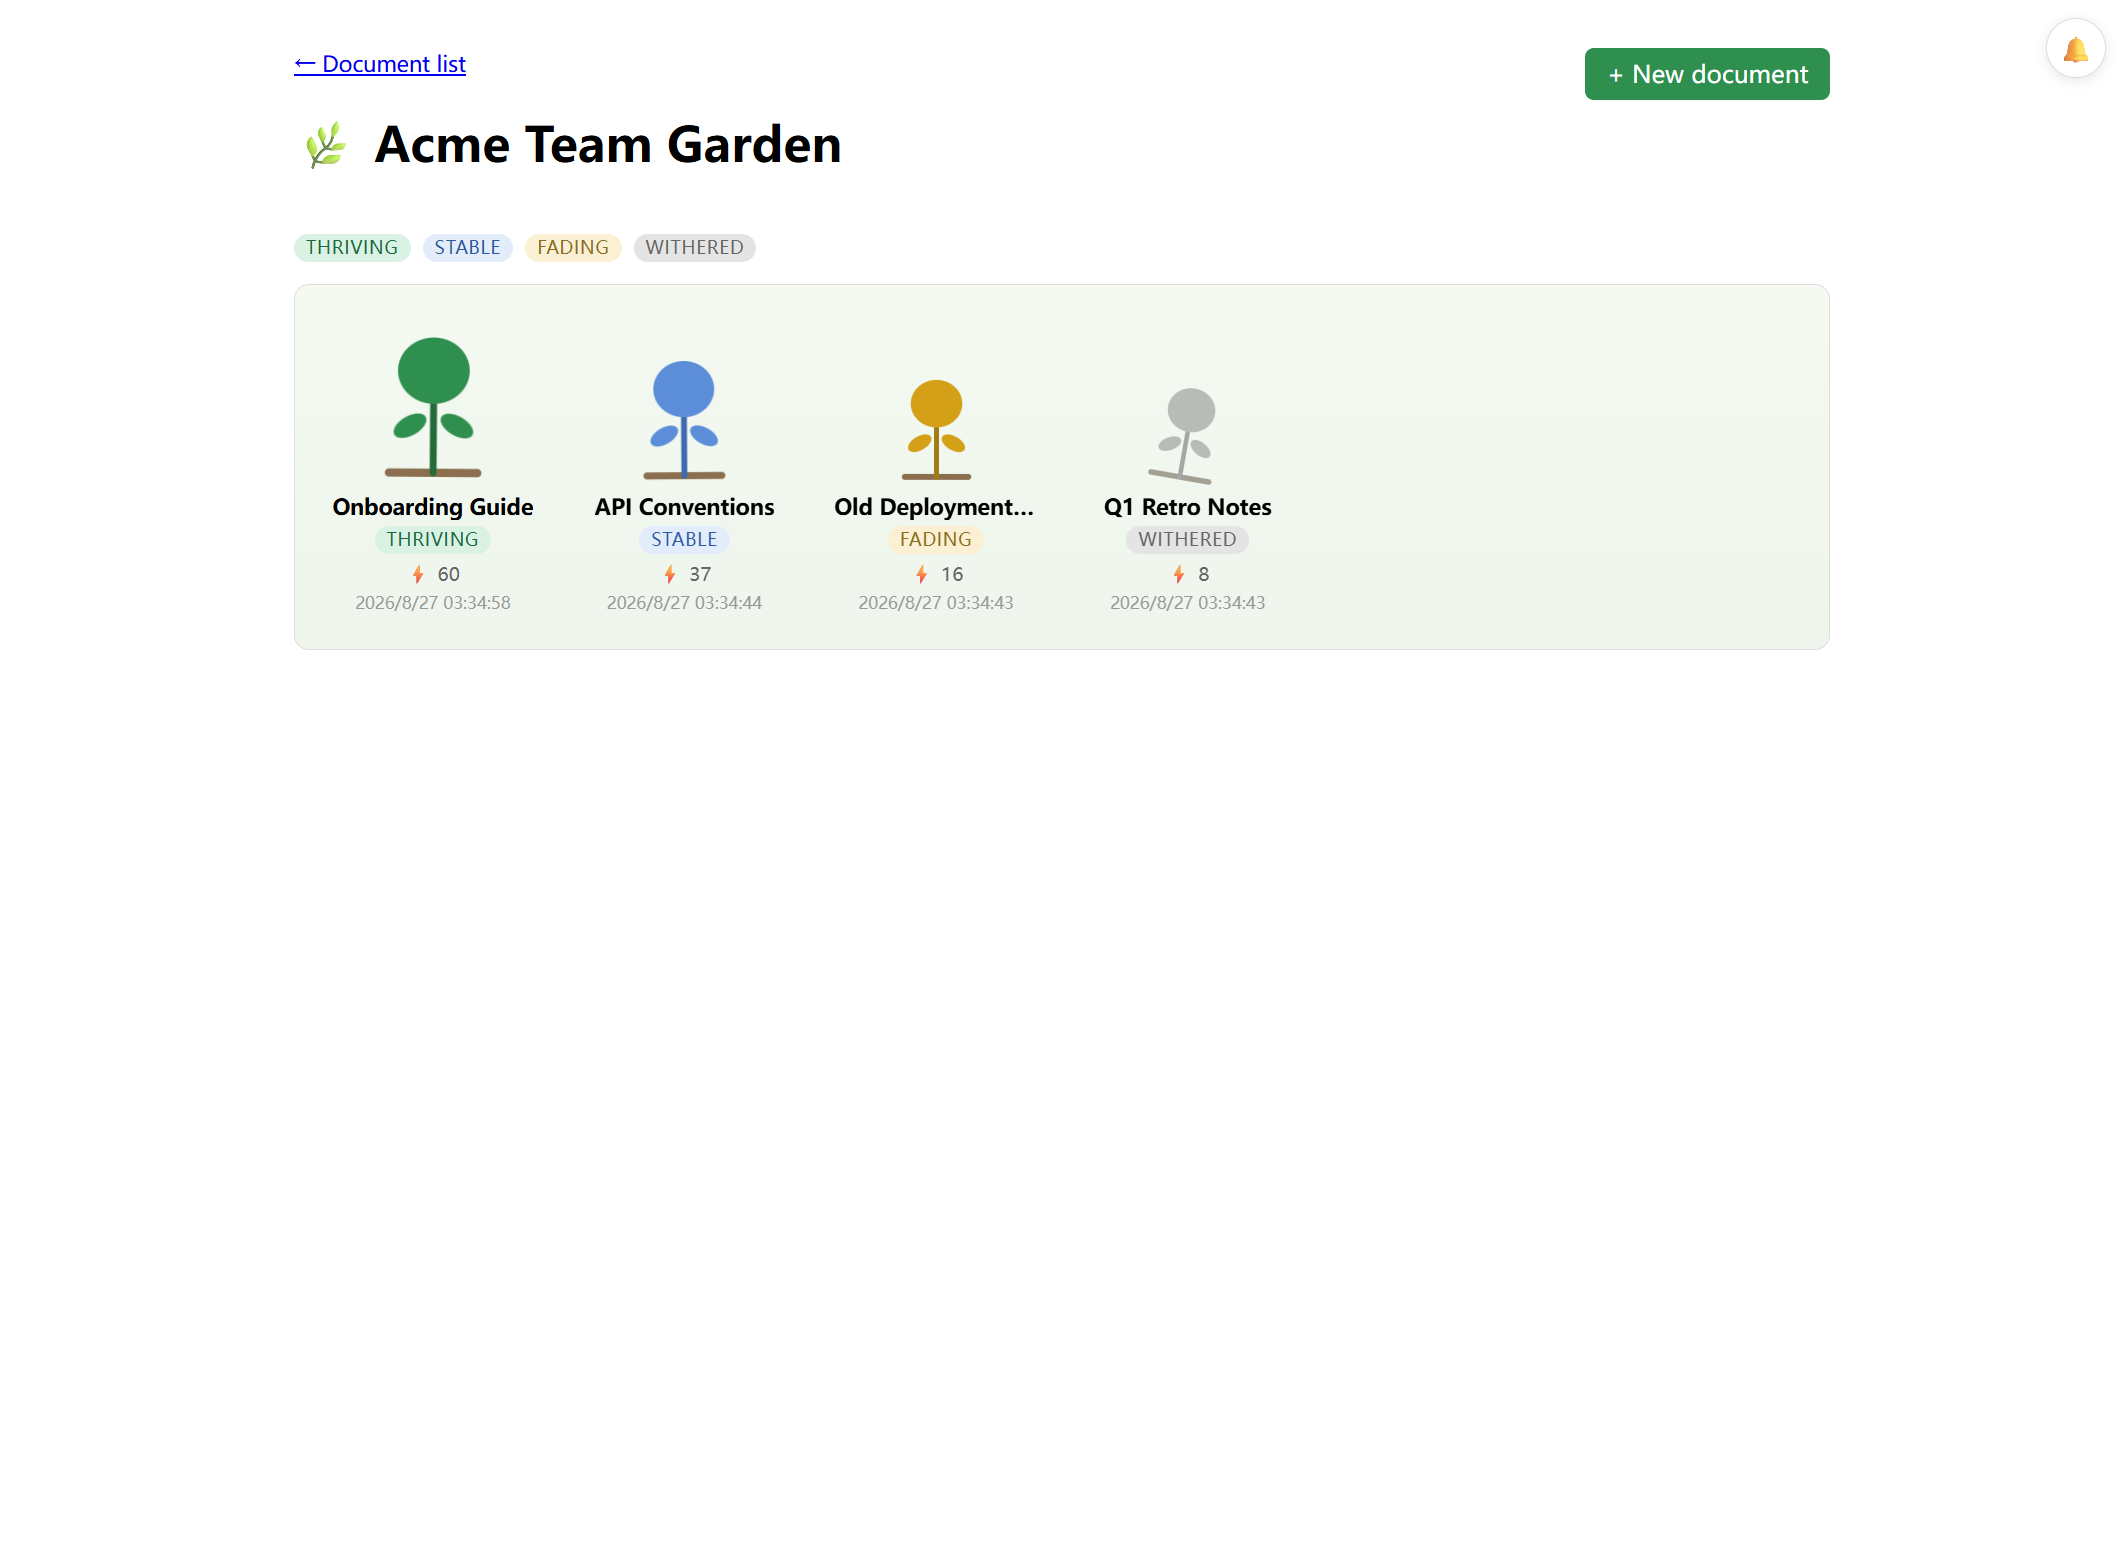 ← Document list
+ New document
Acme Team Garden
THRIVING STABLE FADING WITHERED
Onboarding Guide
THRIVING
60
2026/8/27 03:34:58
API Conventions
STABLE
37
2026/8/27 03:34:44
Old Deployment...
FADING
16
2026/8/27 03:34:43
Q1 Retro Notes
WITHERED
8
2026/8/27 03:34:43